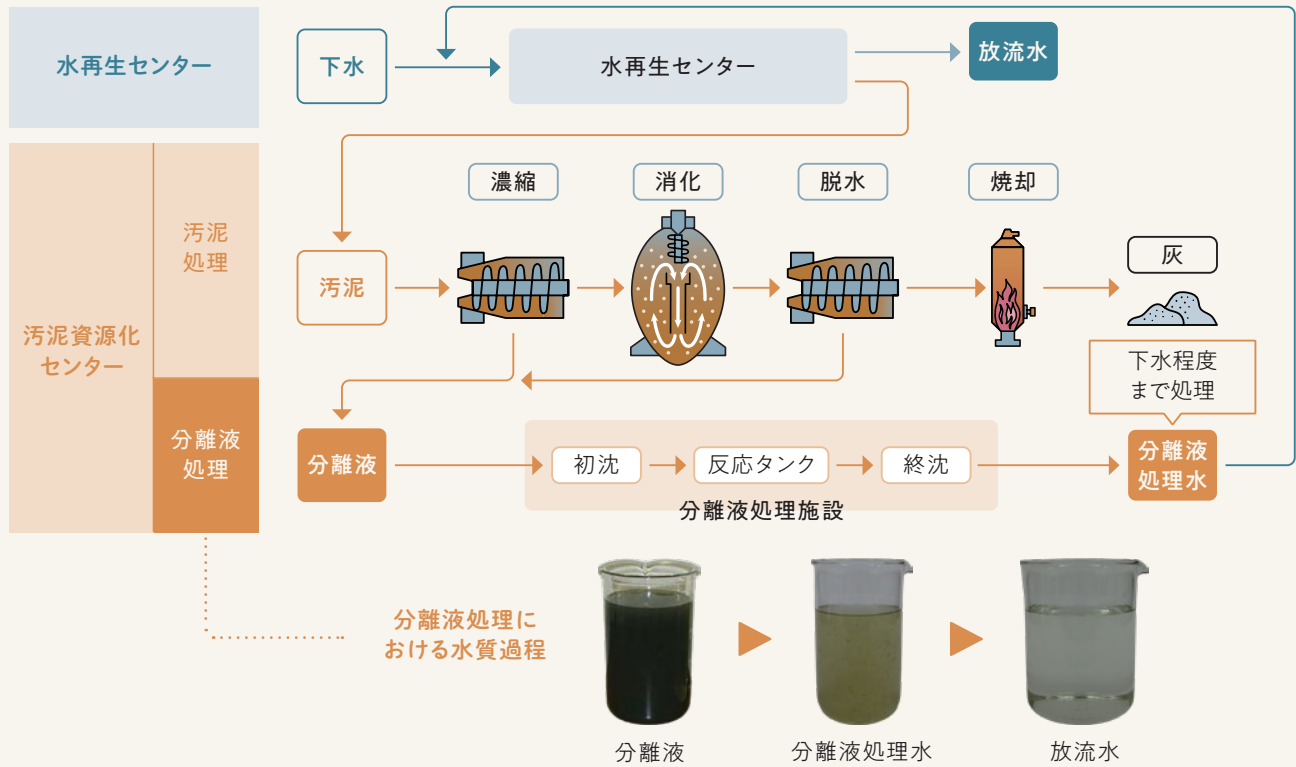 水再生センター
下水
水再生センター
放流水
汚泥資源化
センター
汚泥
処理
濃縮
消化
脱水
焼却
汚泥
灰
下水程度
まで処理
分離液
処理
分離液
初沈
反応タンク
終沈
分離液
処理水
分離液処理施設
分離液処理に
おける水質過程
分離液
分離液処理水
放流水